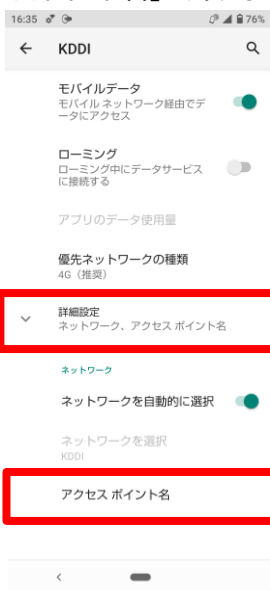 16:35
76%
KDDI
モバイルデータ
モバイル ネットワーク経由でデ
ータにアクセス
ローミング
ローミング中にデータサービス
に接続する
アプリのデータ使用量
優先ネットワークの種類
4G（推奨）
詳細設定
ネットワーク、アクセス ポイント名
ネットワーク
ネットワークを自動的に選択
ネットワークを選択
KDDI
アクセス ポイント名